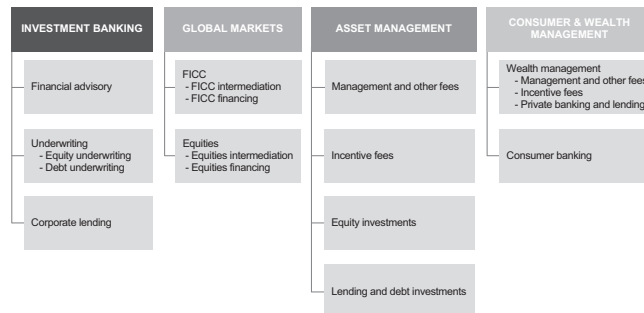 INVESTMENT BANKING
Financial advisory
Underwriting
- Equity underwriting
- Debt underwriting
Corporate lending
GLOBAL MARKETS
FICC
- FICC intermediation
- FICC financing
Equities
- Equities intermediation
- Equities financing
ASSET MANAGEMENT
Management and other fees
Incentive fees
Equity investments
Lending and debt investments
CONSUMER & WEALTH
MANAGEMENT
Wealth management
- Management and other fees
- Incentive fees
- Private banking and lending
Consumer banking